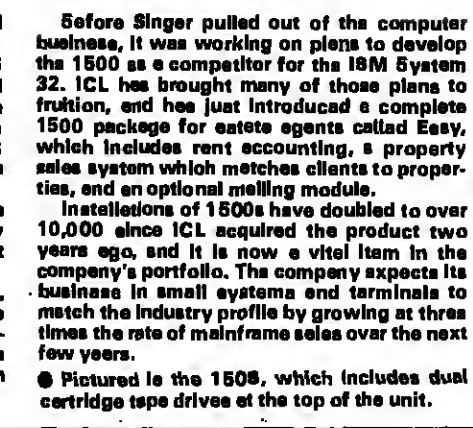 Before Singer pulled out of the computer
business, it was working on plans to develop
the 1500 as a competitor for the IBM System
32. ICL has brought many of those plans to
fruition, and has just introduced a complete
1500 package for estate agents called Easy,
which includes rent accounting, a property
sales system which matches clients to proper-
ties, and an optional mailing module.
Installations of 1500s have doubled to over
10,000 since ICL acquired the product two
years ago, and it is now a vital item in the
company's portfolio. The company expects its
business in small systems and terminals to
match the industry profile by growing at three
times the rate of mainframe sales over the next
few years.
● Pictured is the 1508, which includes dual
cartridge tape drives at the top of the unit.